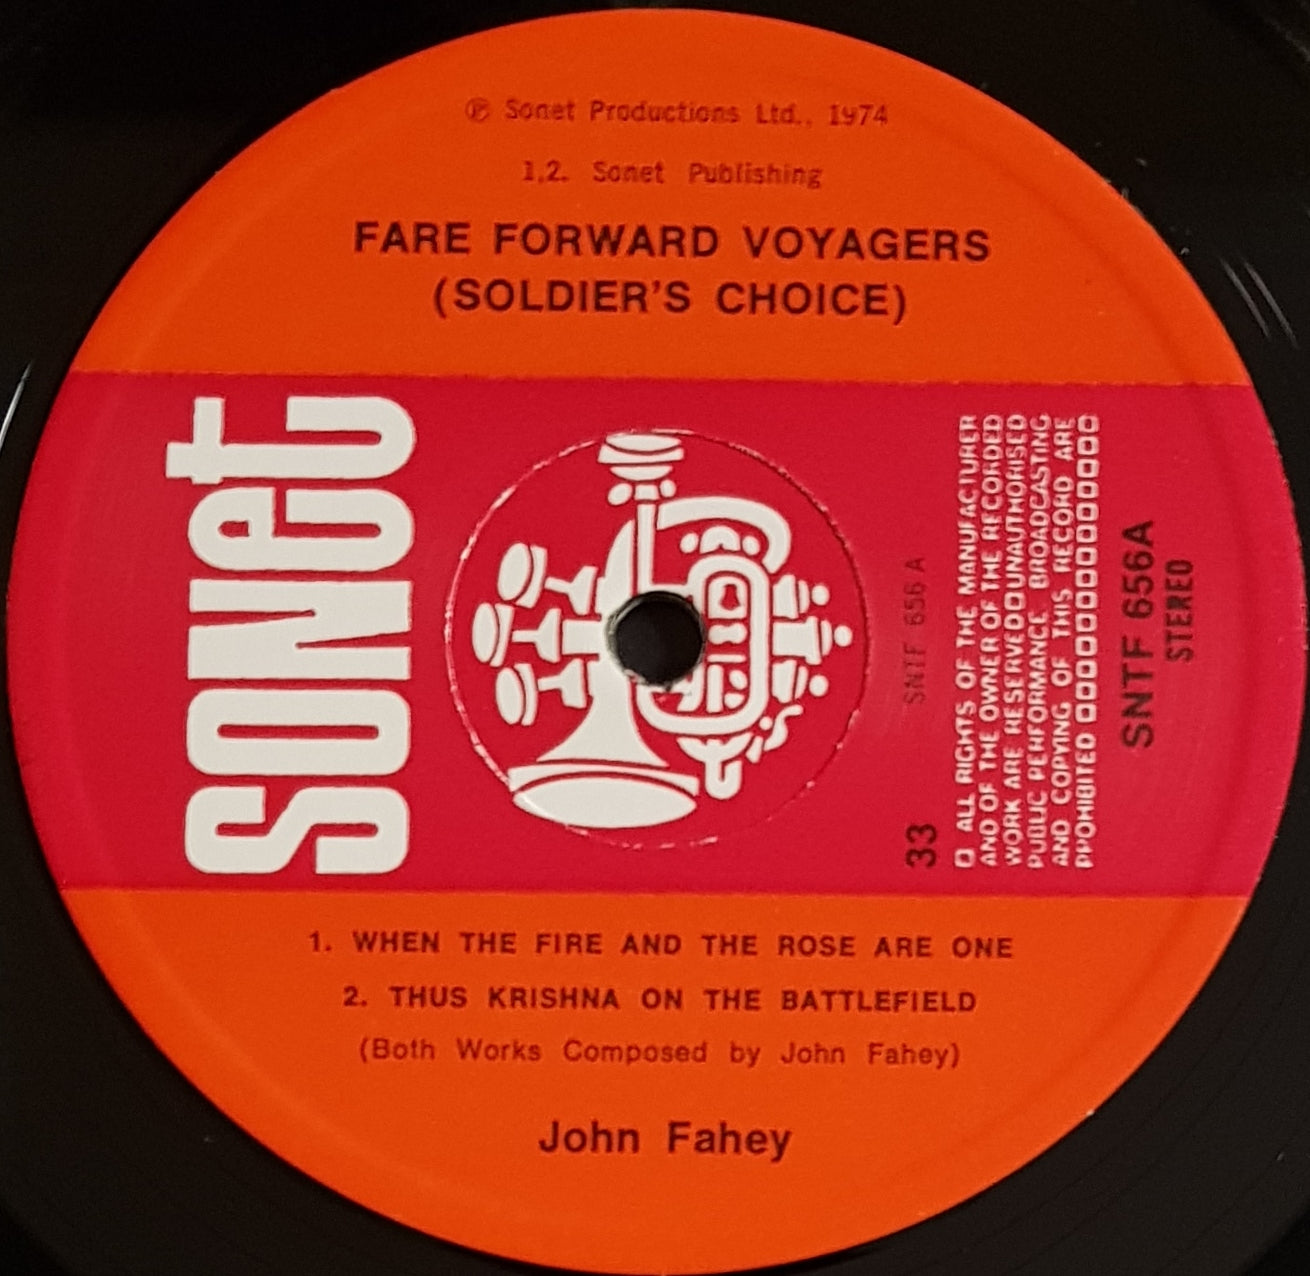 ℗ Sonet Productions Ltd., 1974
1,2. Sonet Publishing
FARE FORWARD VOYAGERS
(SOLDIER'S CHOICE)
sonet
SNTF 656 A
33
ALL RIGHTS OF THE MANUFACTURER
AND OF THE OWNER OF THE RECORDED
WORK ARE RESERVED UNAUTHORISED
PUBLIC PERFORMANCE BROADCASTING
AND COPYING OF THIS RECORD ARE
PROHIBITED
SNTF 656A
STEREO
1. WHEN THE FIRE AND THE ROSE ARE ONE
2. THUS KRISHNA ON THE BATTLEFIELD
(Both Works Composed by John Fahey)
John Fahey